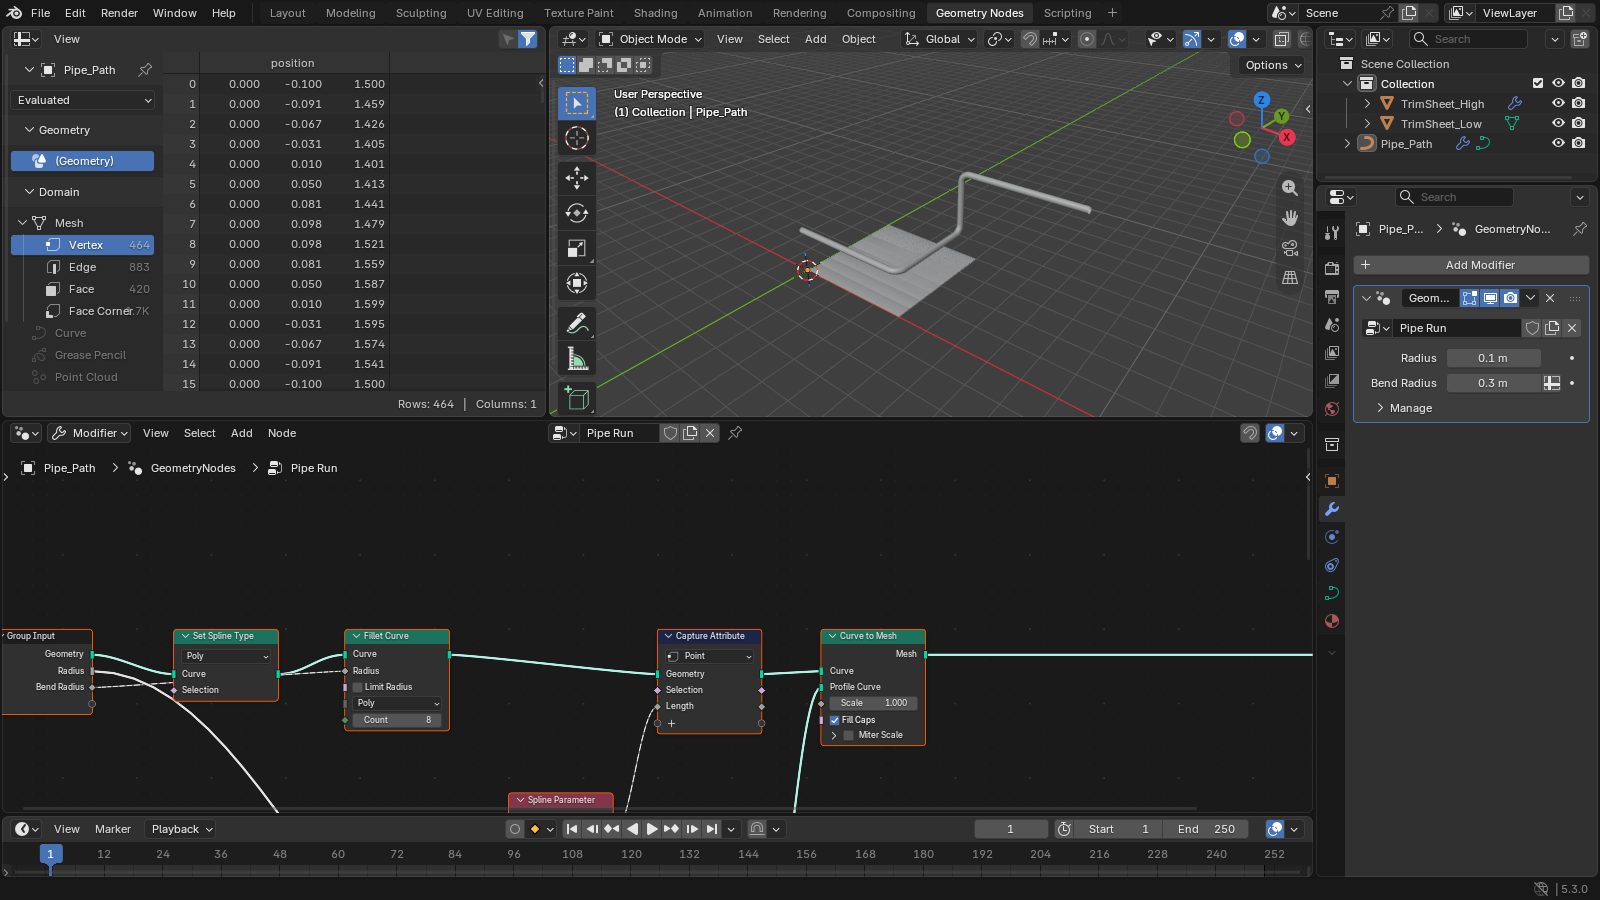 File Edit Render Window Help Layout Modeling Sculpting UV Editing Texture Paint Shading Animation Rendering Compositing Geometry Nodes Scripting Scene ViewLayer
View
Pipe_Path
Evaluated
Geometry
(Geometry)
Domain
Mesh
Vertex 464
Edge 883
Face 420
Face Corner .7K
Curve
Grease Pencil
Point Cloud
position
0 0.000 -0.100 1.500
1 0.000 -0.091 1.459
2 0.000 -0.067 1.426
3 0.000 -0.031 1.405
4 0.000 0.010 1.401
5 0.000 0.050 1.413
6 0.000 0.081 1.441
7 0.000 0.098 1.479
8 0.000 0.098 1.521
9 0.000 0.081 1.559
10 0.000 0.050 1.587
11 0.000 0.010 1.599
12 0.000 -0.031 1.595
13 0.000 -0.067 1.574
14 0.000 -0.091 1.541
15 0.000 -0.100 1.500
Rows: 464 | Columns: 1
Object Mode View Select Add Object Global
Options
User Perspective
(1) Collection | Pipe_Path
Z
Y
X
Search
Scene Collection
Collection
TrimSheet_High
TrimSheet_Low
Pipe_Path
Search
Pipe_P... GeometryNo...
Add Modifier
Geom...
Pipe Run
Radius 0.1 m
Bend Radius 0.3 m
Manage
Modifier View Select Add Node Pipe Run
Pipe_Path GeometryNodes Pipe Run
Group Input
Geometry
Radius
Bend Radius
Set Spline Type
Poly
Curve
Selection
Fillet Curve
Curve
Radius
Limit Radius
Poly
Count 8
Capture Attribute
Point
Geometry
Selection
Length
Curve to Mesh
Mesh
Curve
Profile Curve
Scale 1.000
Fill Caps
Miter Scale
Spline Parameter
View Marker Playback 1 Start 1 End 250
1 12 24 36 48 60 72 84 96 108 120 132 144 156 168 180 192 204 216 228 240 252
5.3.0